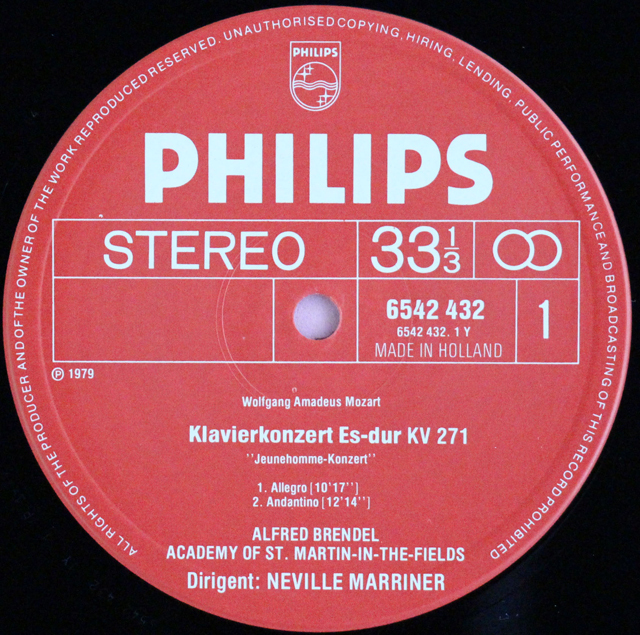 ALL RIGHTS OF THE PRODUCER AND OF THE OWNER OF THE WORK REPRODUCED RESERVED. UNAUTHORISED COPYING, HIRING, LENDING, PUBLIC PERFORMANCE AND BROADCASTING OF THIS RECORD PROHIBITED
PHILIPS
PHILIPS
STEREO 33 1/3
6542 432 1
6542 432. 1 Y
MADE IN HOLLAND
Ⓟ 1979
Wolfgang Amadeus Mozart
Klavierkonzert Es-dur KV 271
''Jeunehomme-Konzert''
1. Allegro [10'17'']
2. Andantino [12'14'']
ALFRED BRENDEL
ACADEMY OF ST. MARTIN-IN-THE-FIELDS
Dirigent: NEVILLE MARRINER